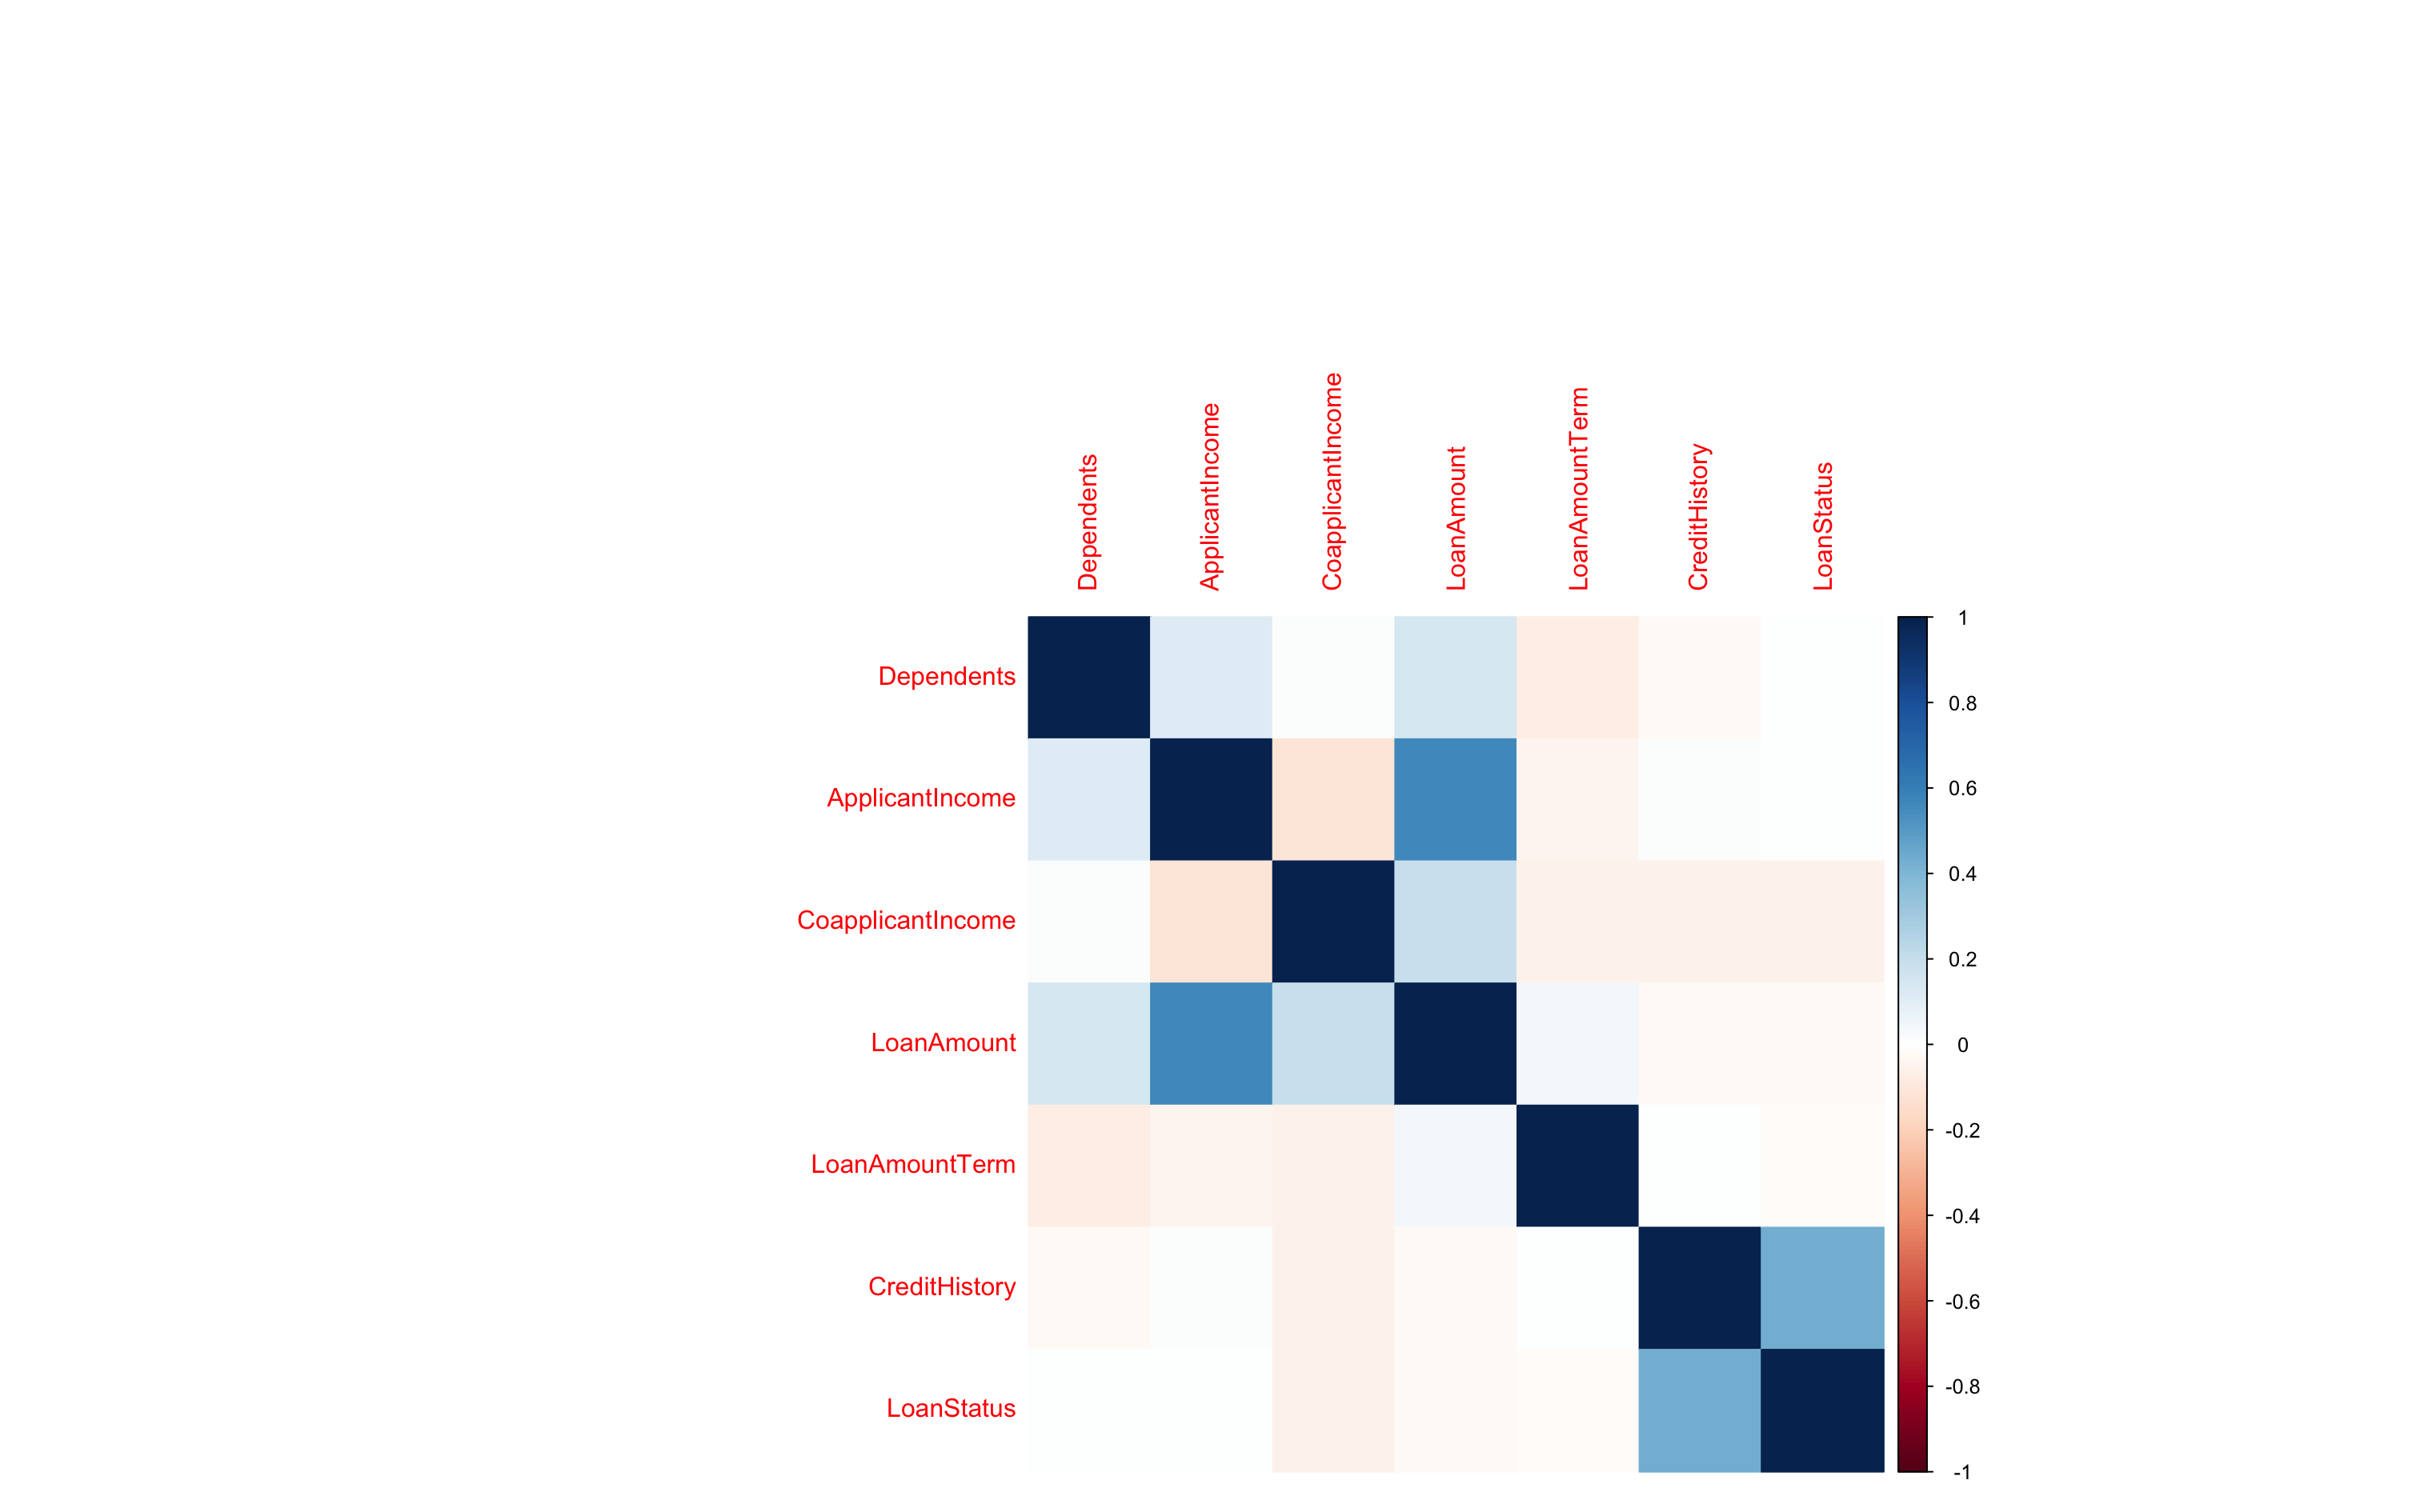 Dependents
ApplicantIncome
CoapplicantIncome
LoanAmount
LoanAmountTerm
CreditHistory
LoanStatus
Dependents
ApplicantIncome
CoapplicantIncome
LoanAmount
LoanAmountTerm
CreditHistory
LoanStatus
1
0.8
0.6
0.4
0.2
0
-0.2
-0.4
-0.6
-0.8
-1